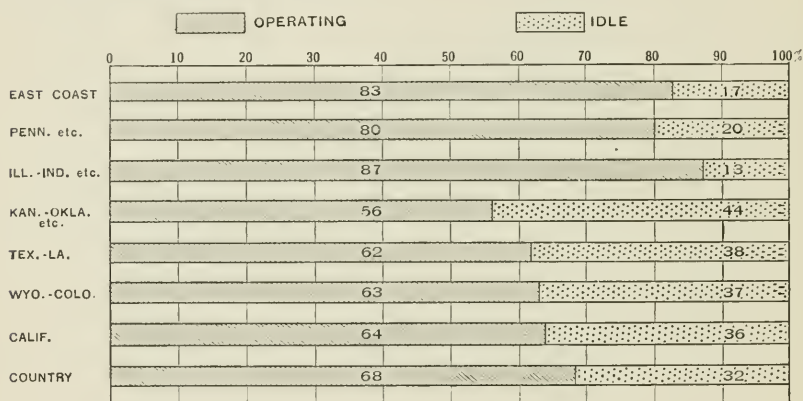 OPERATING IDLE
0 10 20 30 40 50 60 70 80 90 100%
EAST COAST 83 17
PENN. etc. 80 20
ILL.-IND. etc. 87 13
KAN.-OKLA. 56 44
etc.
TEX.-LA. 62 38
WYO.-COLO. 63 37
CALIF. 64 36
COUNTRY 68 32